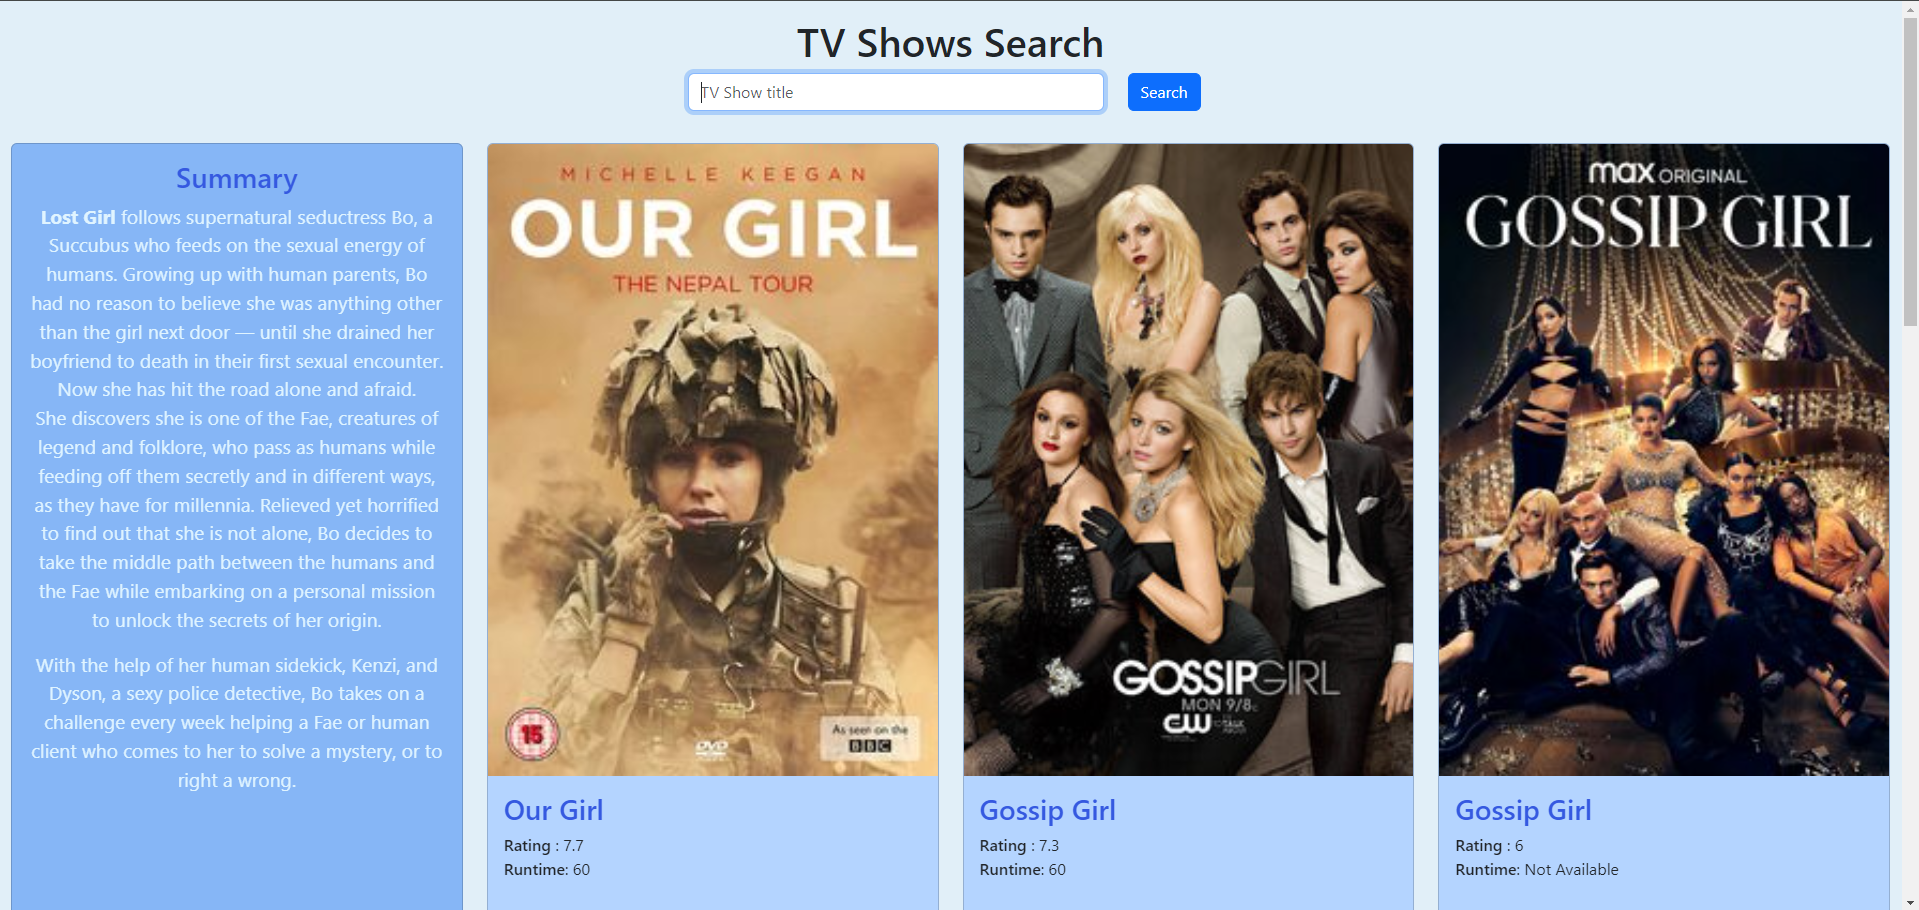 TV Shows Search
TV Show title
Search
Summary
Lost Girl follows supernatural seductress Bo, a
Succubus who feeds on the sexual energy of
humans. Growing up with human parents, Bo
had no reason to believe she was anything other
than the girl next door — until she drained her
boyfriend to death in their first sexual encounter.
Now she has hit the road alone and afraid.
She discovers she is one of the Fae, creatures of
legend and folklore, who pass as humans while
feeding off them secretly and in different ways,
as they have for millennia. Relieved yet horrified
to find out that she is not alone, Bo decides to
take the middle path between the humans and
the Fae while embarking on a personal mission
to unlock the secrets of her origin.
With the help of her human sidekick, Kenzi, and
Dyson, a sexy police detective, Bo takes on a
challenge every week helping a Fae or human
client who comes to her to solve a mystery, or to
right a wrong.
MICHELLE KEEGAN
OUR GIRL
THE NEPAL TOUR
15
DVD
As seen on the
BBC
Our Girl
Rating : 7.7
Runtime: 60
GOSSIPGIRL
MON 9/8c
CW
Gossip Girl
Rating : 7.3
Runtime: 60
max ORIGINAL
GOSSIP GIRL
Gossip Girl
Rating : 6
Runtime: Not Available